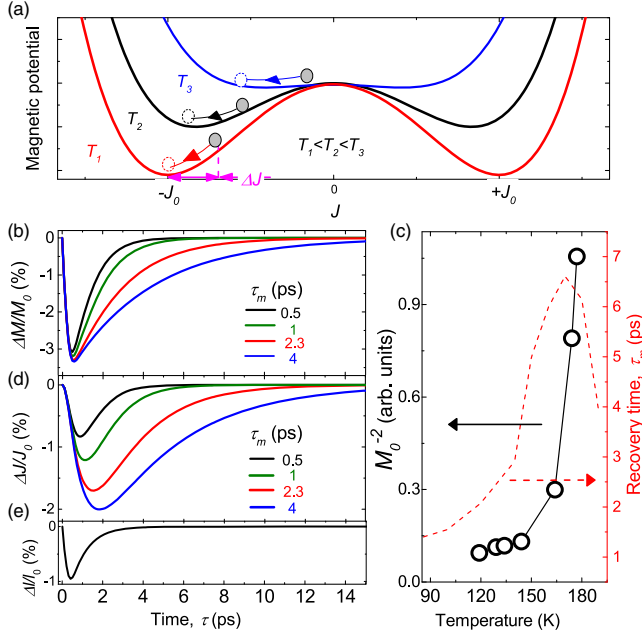 (a)
Magnetic potential
T₃
T₂
T₁
T₁<T₂<T₃
ΔJ
-J₀
0
+J₀
J
(b)
0
-1
-2
-3
ΔM/M₀ (%)
τₘ (ps)
0.5
1
2.3
4
(d)
0
-1
-2
ΔJ/J₀ (%)
τₘ (ps)
0.5
1
2.3
4
(e)
0
-1
ΔI/I₀ (%)
0 2 4 6 8 10 12 14
Time, τ (ps)
(c)
0.9
0.6
0.3
0.0
M₀⁻² (arb. units)
7
6
5
4
3
2
1
Recovery time, τₘ (ps)
90 120 150 180
Temperature (K)